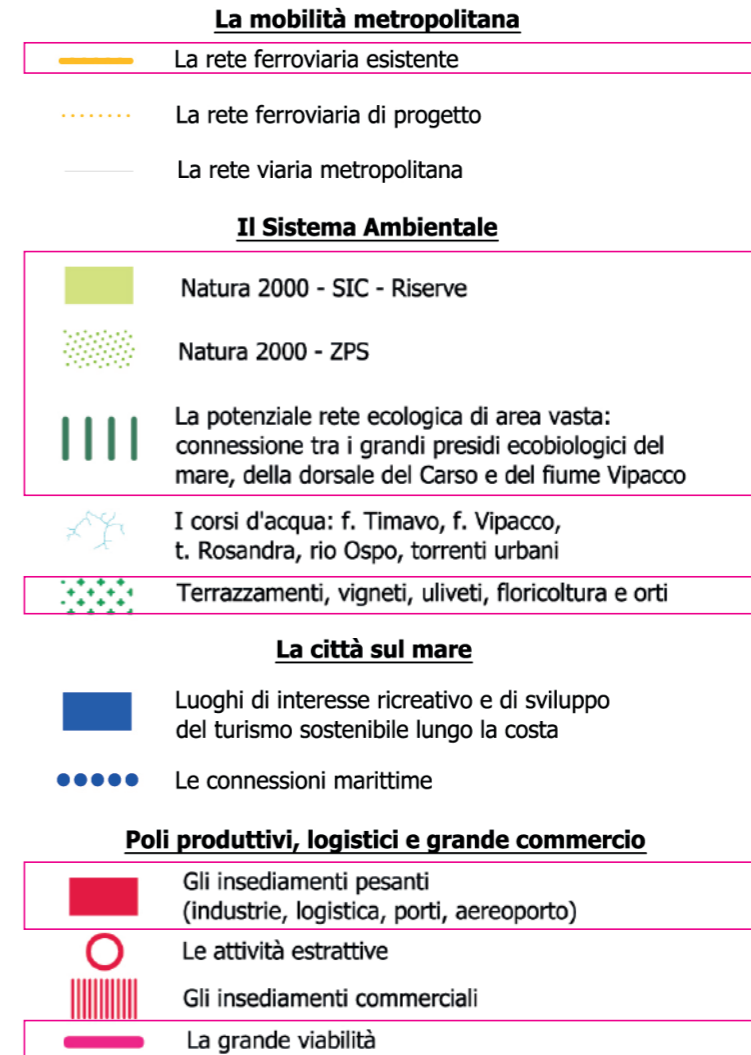 La mobilità metropolitana
La rete ferroviaria esistente
La rete ferroviaria di progetto
La rete viaria metropolitana
Il Sistema Ambientale
Natura 2000 - SIC - Riserve
Natura 2000 - ZPS
La potenziale rete ecologica di area vasta:
connessione tra i grandi presidi ecobiologici del
mare, della dorsale del Carso e del fiume Vipacco
I corsi d'acqua: f. Timavo, f. Vipacco,
t. Rosandra, rio Ospo, torrenti urbani
Terrazzamenti, vigneti, uliveti, floricoltura e orti
La città sul mare
Luoghi di interesse ricreativo e di sviluppo
del turismo sostenibile lungo la costa
Le connessioni marittime
Poli produttivi, logistici e grande commercio
Gli insediamenti pesanti
(industrie, logistica, porti, aereoporto)
Le attività estrattive
Gli insediamenti commerciali
La grande viabilità